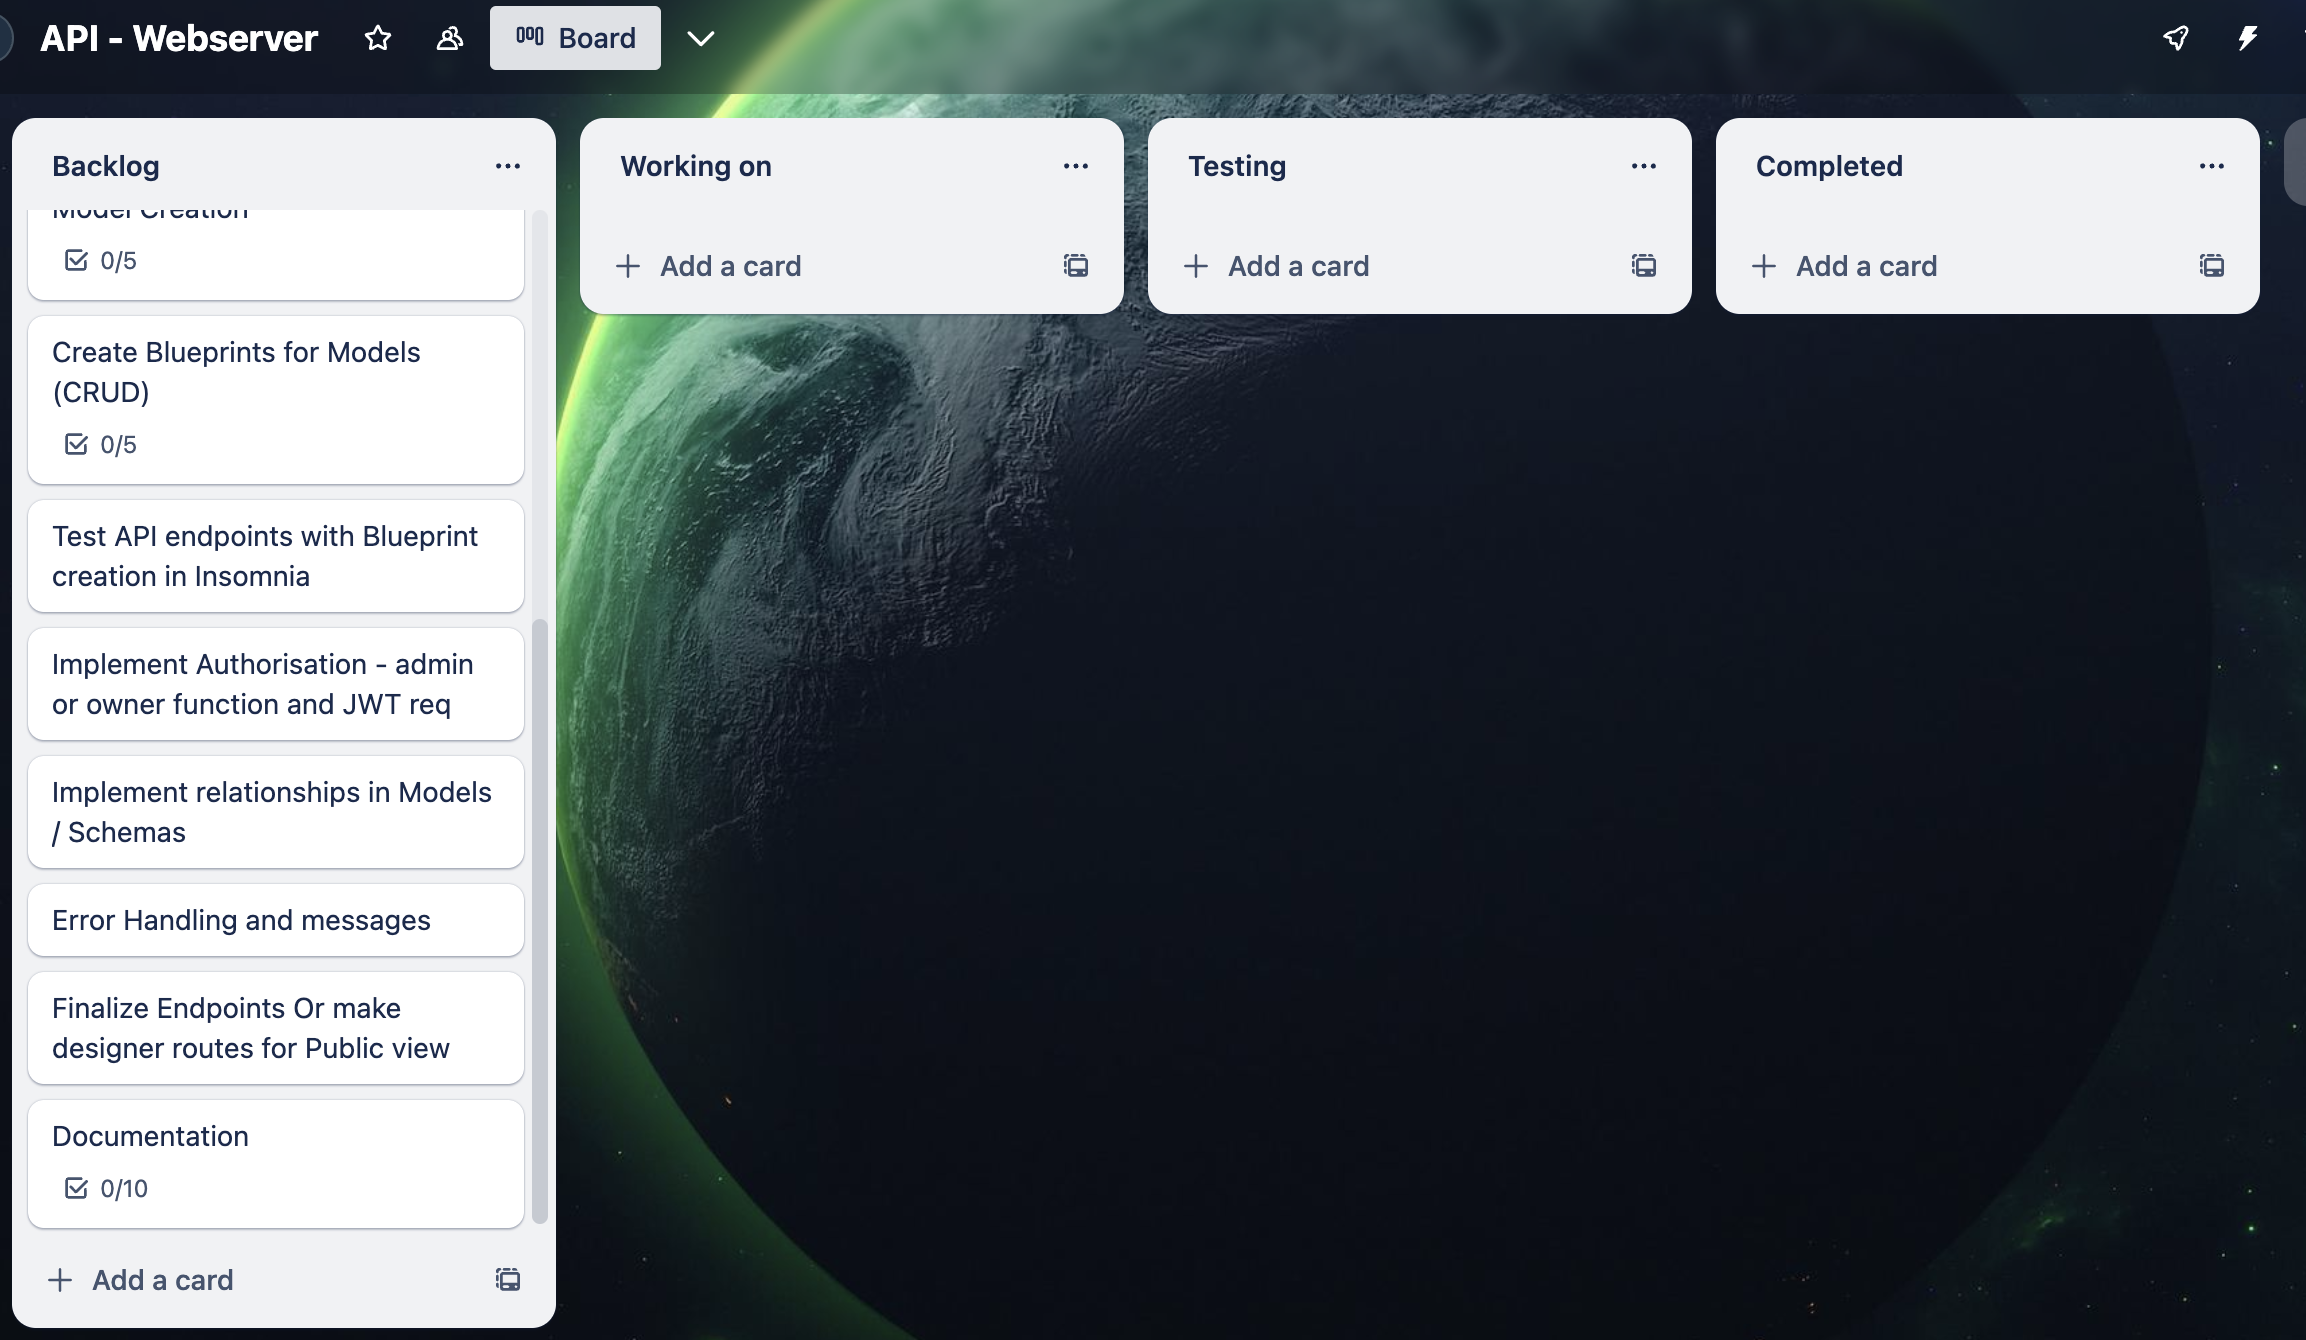 API - Webserver
Board
Backlog
Model Creation
0/5
Create Blueprints for Models
(CRUD)
0/5
Test API endpoints with Blueprint
creation in Insomnia
Implement Authorisation - admin
or owner function and JWT req
Implement relationships in Models
/ Schemas
Error Handling and messages
Finalize Endpoints Or make
designer routes for Public view
Documentation
0/10
Add a card
Working on
Add a card
Testing
Add a card
Completed
Add a card